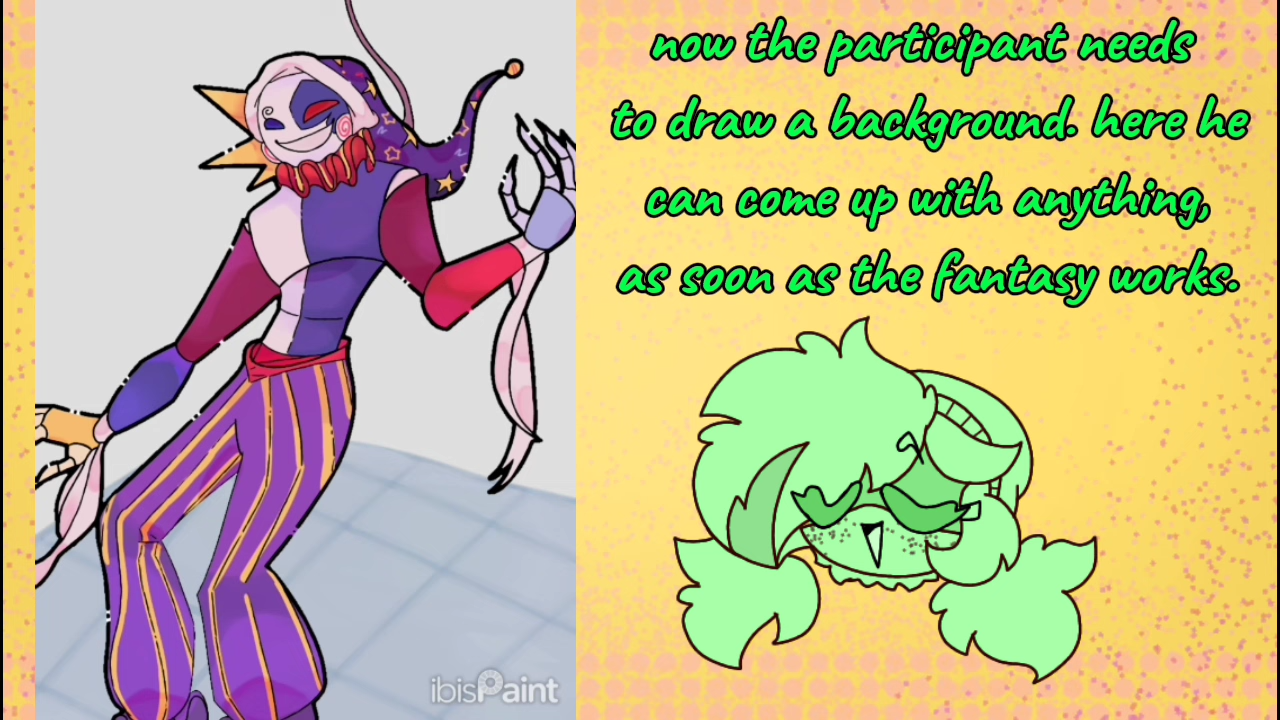 now the participant needs
to draw a background. here he
can come up with anything,
as soon as the fantasy works.
ibisPaint